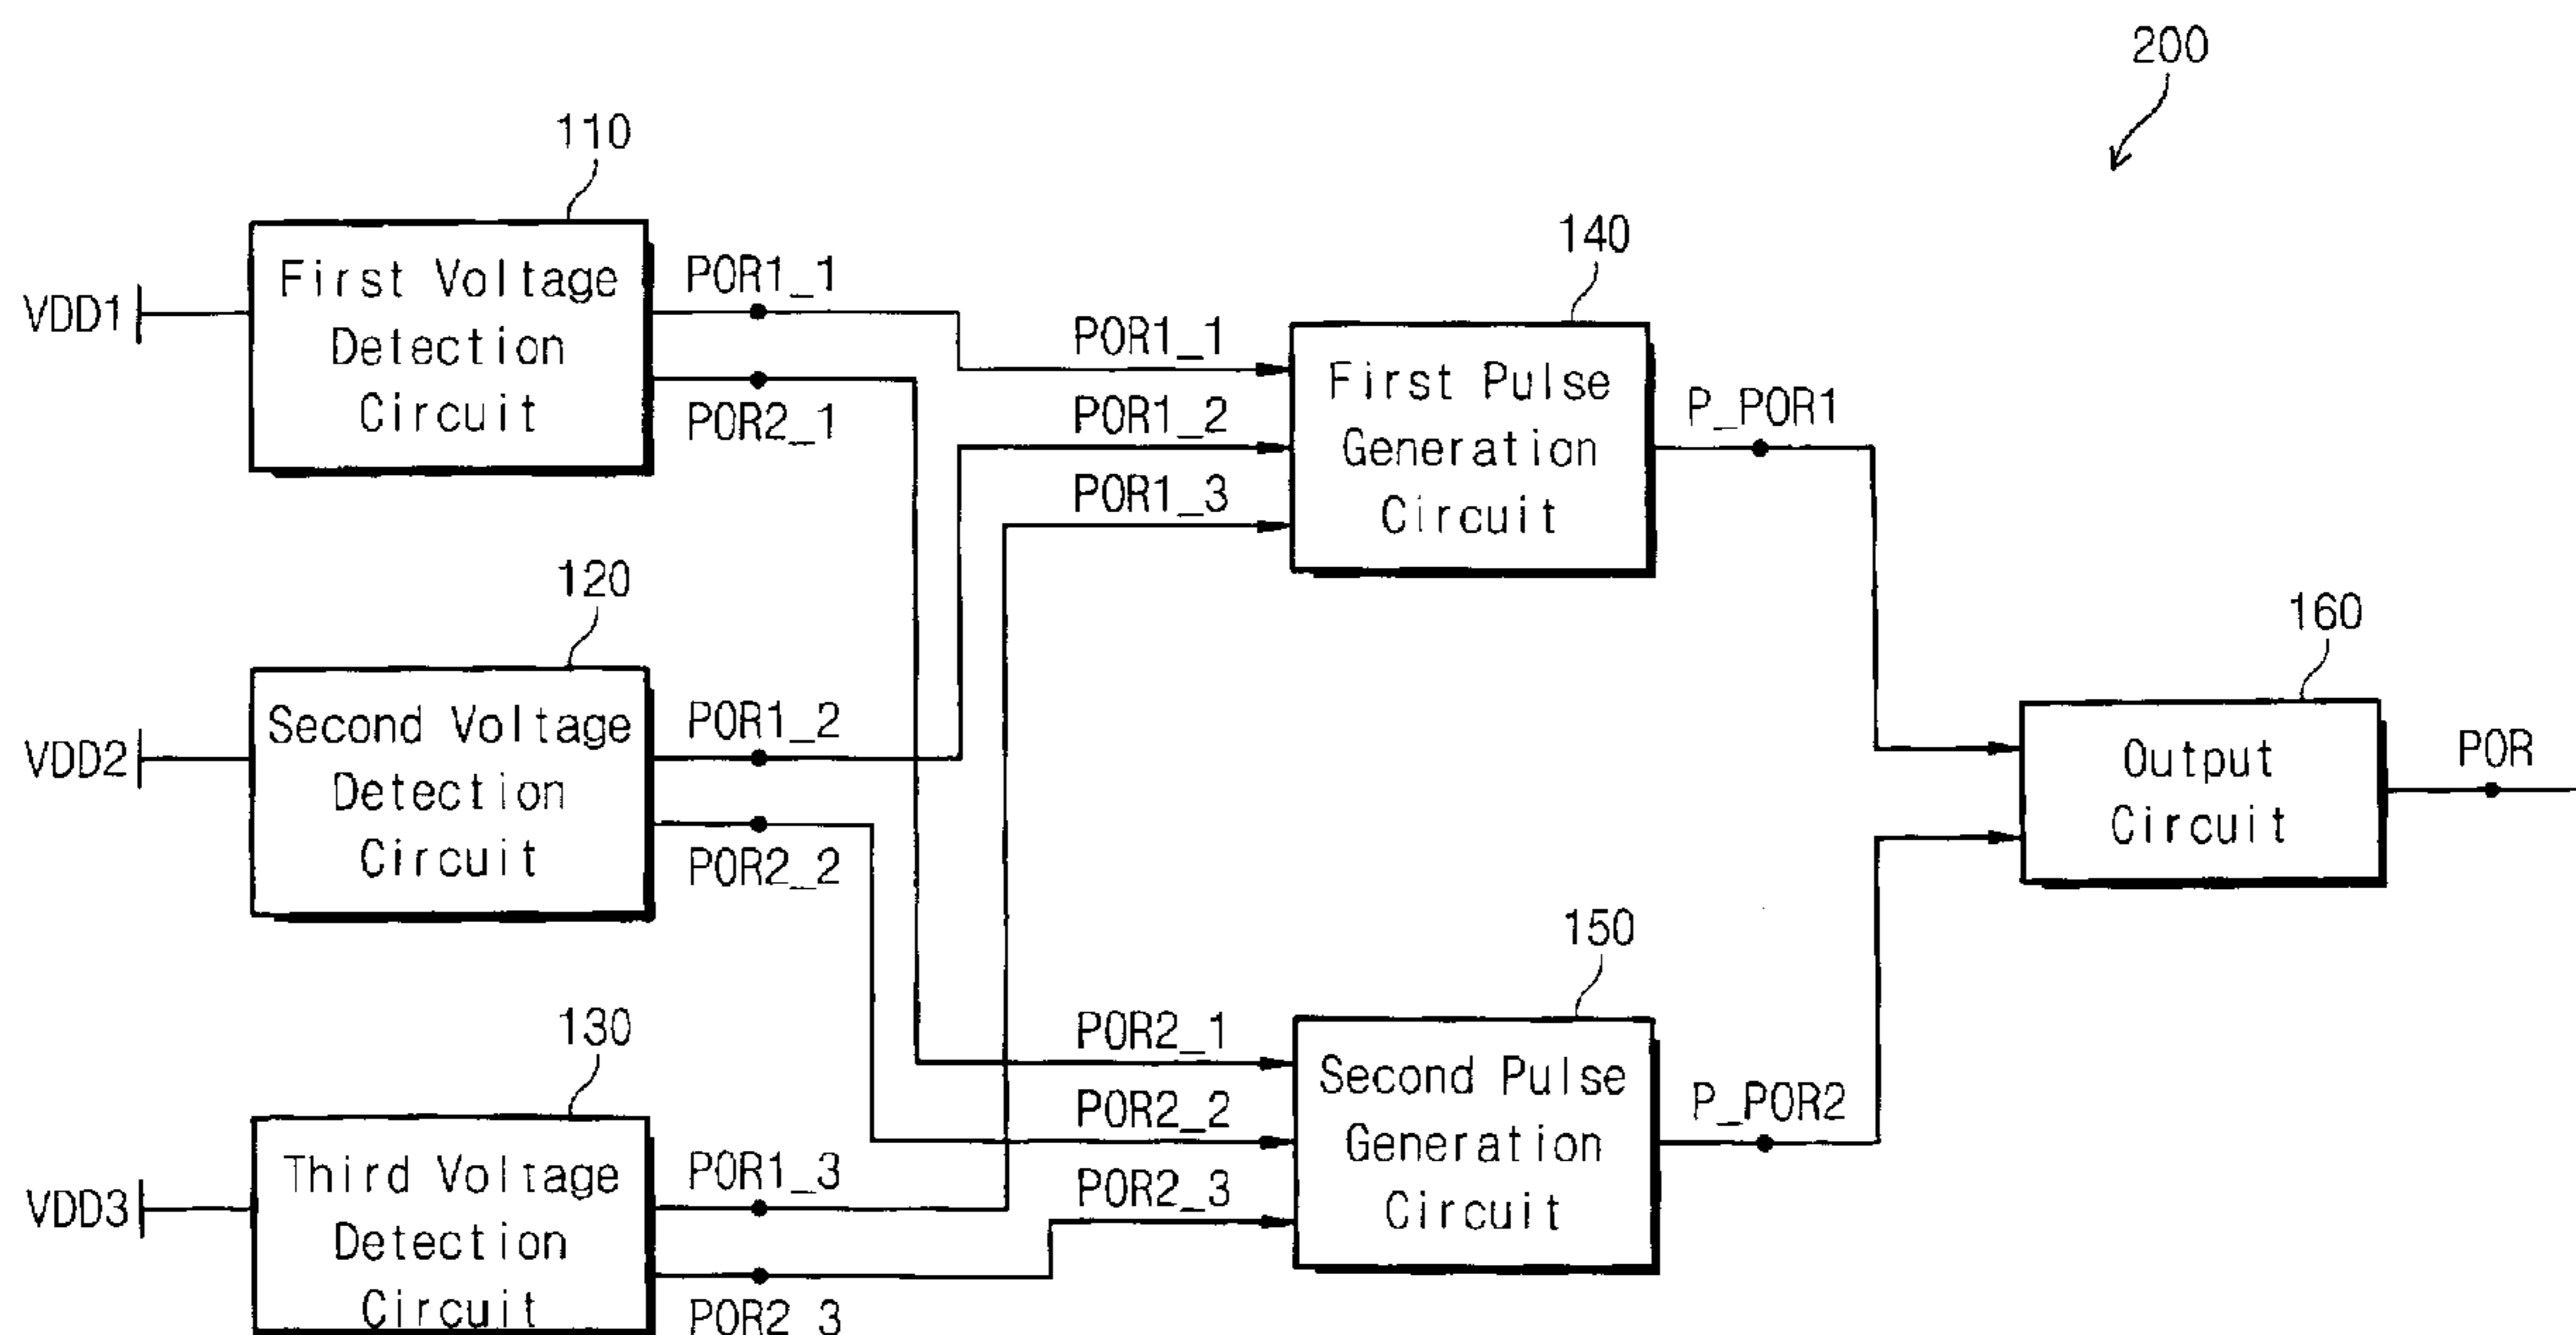 200
110
First Voltage
Detection
Circuit
VDD1
POR1_1
POR2_1
140
POR1_1
POR1_2
POR1_3
First Pulse
Generation
Circuit
P_POR1
120
Second Voltage
Detection
Circuit
VDD2
POR1_2
POR2_2
160
Output
Circuit
POR
130
Third Voltage
Detection
Circuit
VDD3
POR1_3
POR2_3
150
POR2_1
POR2_2
POR2_3
Second Pulse
Generation
Circuit
P_POR2